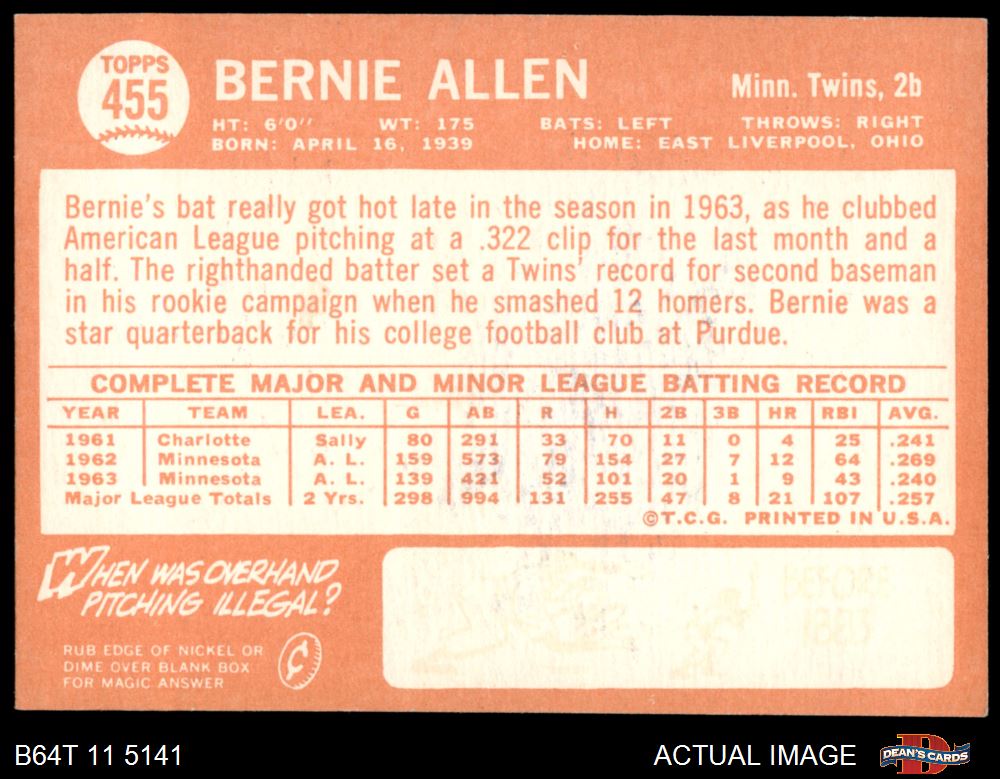 TOPPS
455
BERNIE ALLEN
Minn. Twins, 2b
HT: 6'0" WT: 175 BATS: LEFT THROWS: RIGHT
BORN: APRIL 16, 1939 HOME: EAST LIVERPOOL, OHIO
Bernie's bat really got hot late in the season in 1963, as he clubbed
American League pitching at a .322 clip for the last month and a
half. The righthanded batter set a Twins' record for second baseman
in his rookie campaign when he smashed 12 homers. Bernie was a
star quarterback for his college football club at Purdue.
COMPLETE MAJOR AND MINOR LEAGUE BATTING RECORD
YEAR TEAM LEA. G AB R H 2B 3B HR RBI AVG.
1961 Charlotte Sally 80 291 33 70 11 0 4 25 .241
1962 Minnesota A. L. 159 573 79 154 27 7 12 64 .269
1963 Minnesota A. L. 139 421 52 101 20 1 9 43 .240
Major League Totals 2 Yrs. 298 994 131 255 47 8 21 107 .257
©T.C.G. PRINTED IN U.S.A.
WHEN WAS OVERHAND
PITCHING ILLEGAL?
RUB EDGE OF NICKEL OR
DIME OVER BLANK BOX
FOR MAGIC ANSWER
B64T 11 5141
ACTUAL IMAGE
DEAN'S CARDS